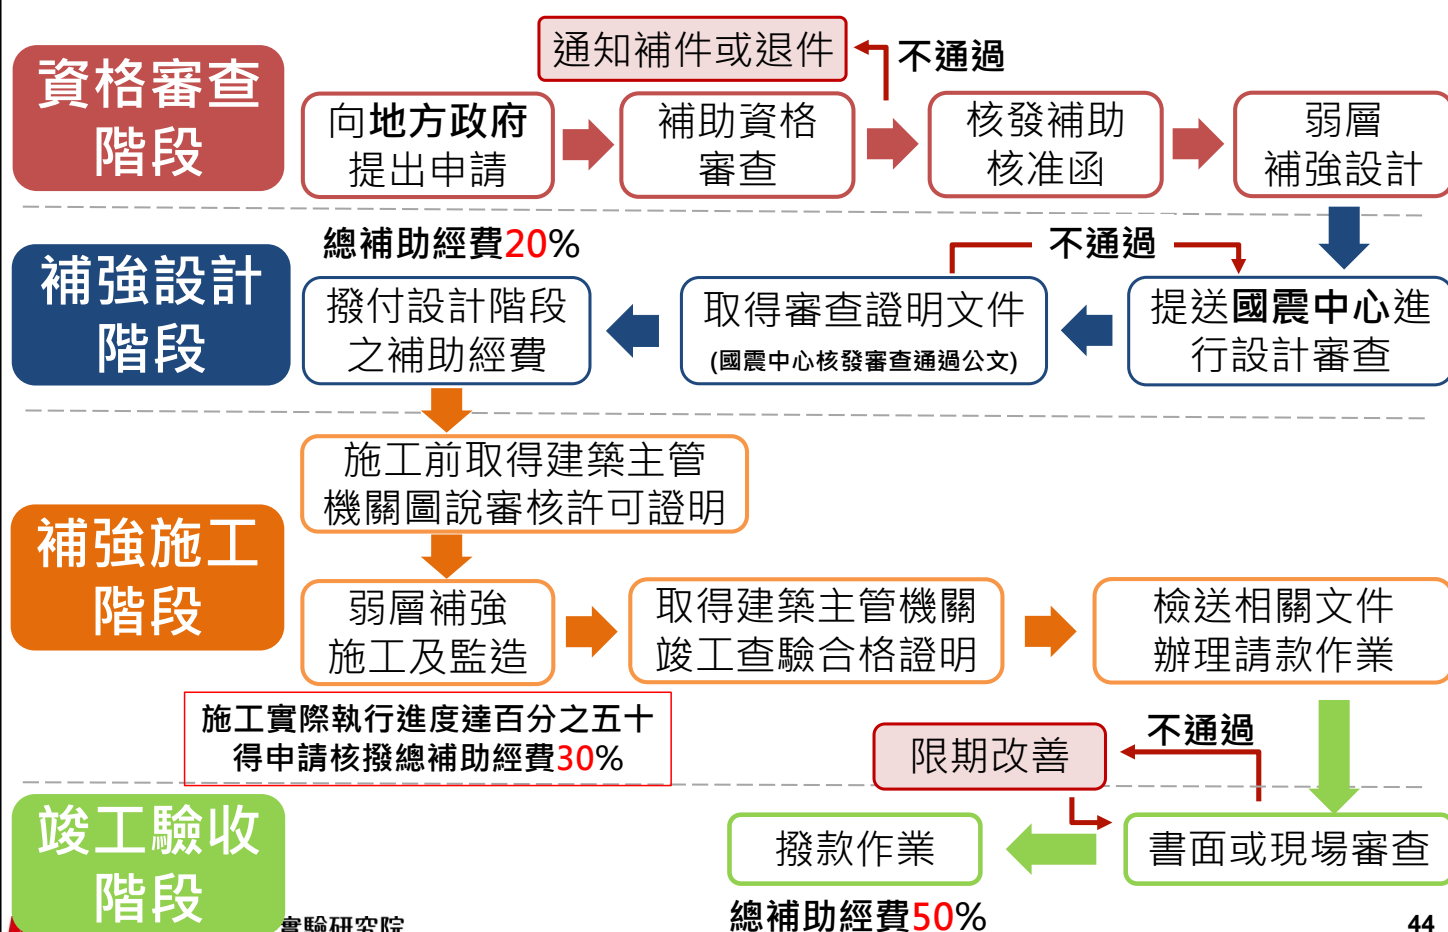 通知補件或退件
不通過
資格審查
階段
向地方政府
提出申請
補助資格
審查
核發補助
核准函
弱層
補強設計
補強設計
階段
總補助經費20%
撥付設計階段
之補助經費
不通過
取得審查證明文件
(國震中心核發審查通過公文)
提送國震中心進
行設計審查
補強施工
階段
施工前取得建築主管
機關圖說審核許可證明
弱層補強
施工及監造
取得建築主管機關
竣工查驗合格證明
檢送相關文件
辦理請款作業
施工實際執行進度達百分之五十
得申請核撥總補助經費30%
限期改善
不通過
竣工驗收
階段
撥款作業
書面或現場審查
總補助經費50%
實驗研究院
44